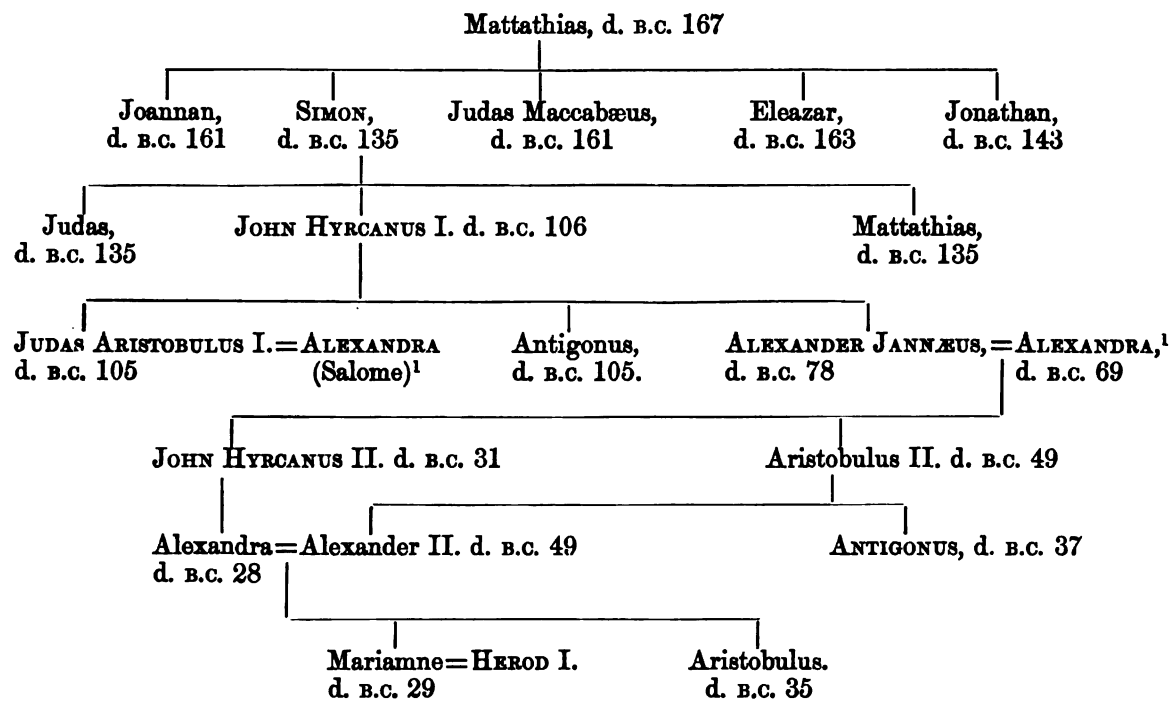 Mattathias, d. B.C. 167
Joannan, SIMON, Judas Maccabæus, Eleazar, Jonathan,
d. B.C. 161 d. B.C. 135 d. B.C. 161 d. B.C. 163 d. B.C. 143
Judas, JOHN HYRCANUS I. d. B.C. 106 Mattathias,
d. B.C. 135 d. B.C. 135
JUDAS ARISTOBULUS I.=ALEXANDRA Antigonus, ALEXANDER JANNÆUS,=ALEXANDRA,¹
d. B.C. 105 (Salome)¹ d. B.C. 105. d. B.C. 78 d. B.C. 69
JOHN HYRCANUS II. d. B.C. 31 Aristobulus II. d. B.C. 49
Alexandra=Alexander II. d. B.C. 49 ANTIGONUS, d. B.C. 37
d. B.C. 28
Mariamne=HEROD I. Aristobulus.
d. B.C. 29 d. B.C. 35